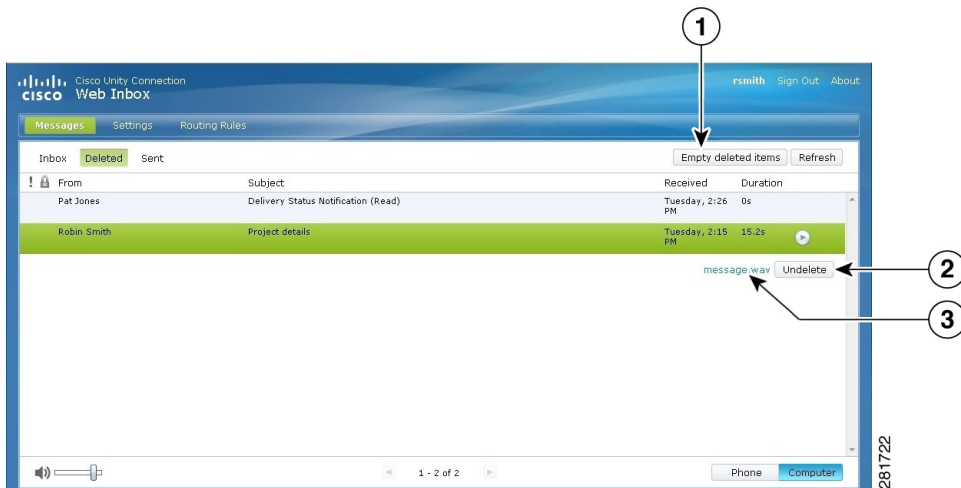 1
Cisco Unity Connection
rsmith Sign Out About
CISCO Web Inbox
Messages Settings Routing Rules
Inbox Deleted Sent Empty deleted items Refresh
! From Subject Received Duration
Pat Jones Delivery Status Notification (Read) Tuesday, 2:26 PM 0s
Robin Smith Project details Tuesday, 2:15 PM 15.2s
message.wav Undelete 2
3
1 - 2 of 2
Phone Computer
281722